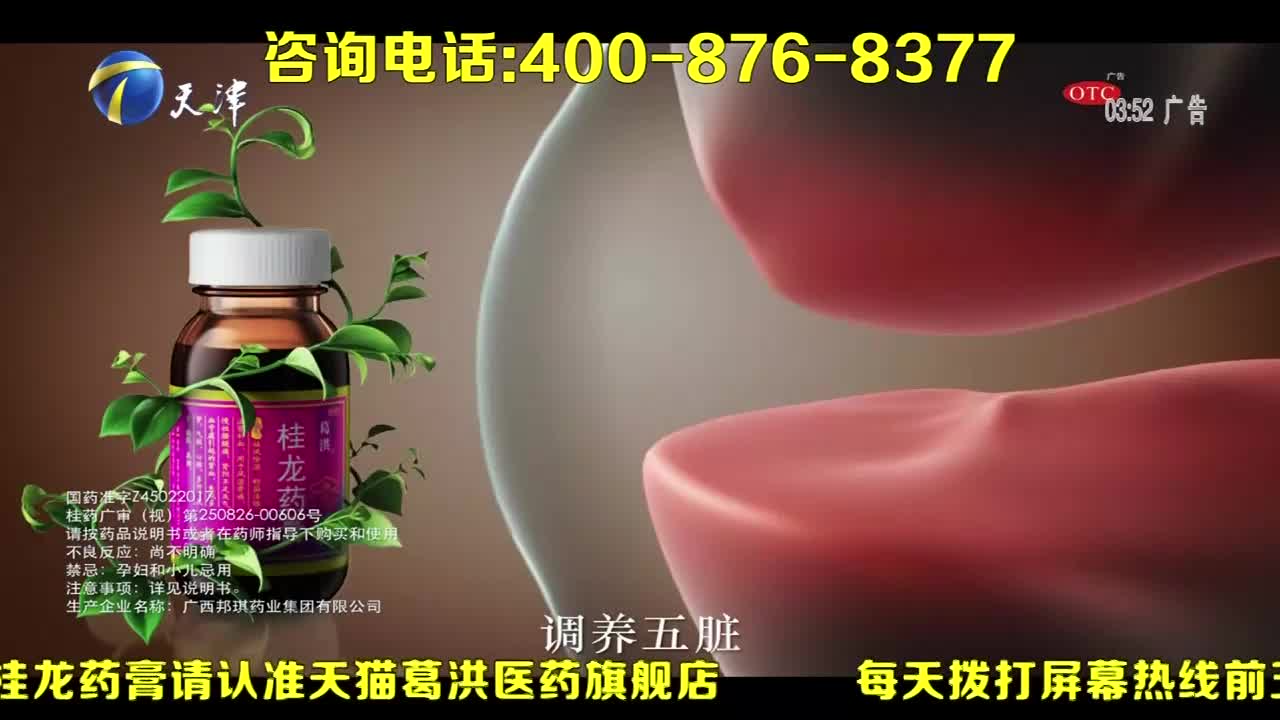 咨询电话:400-876-8377
天津
广告
OTC
03:52 广告
葛洪
桂龙药
国药准字Z45022017
桂药广审（视）第250826-00606号
请按药品说明书或者在药师指导下购买和使用
不良反应：尚不明确
禁忌：孕妇和小儿忌用
注意事项：详见说明书。
生产企业名称：广西邦琪药业集团有限公司
调养五脏
桂龙药膏请认准天猫葛洪医药旗舰店 每天拨打屏幕热线前